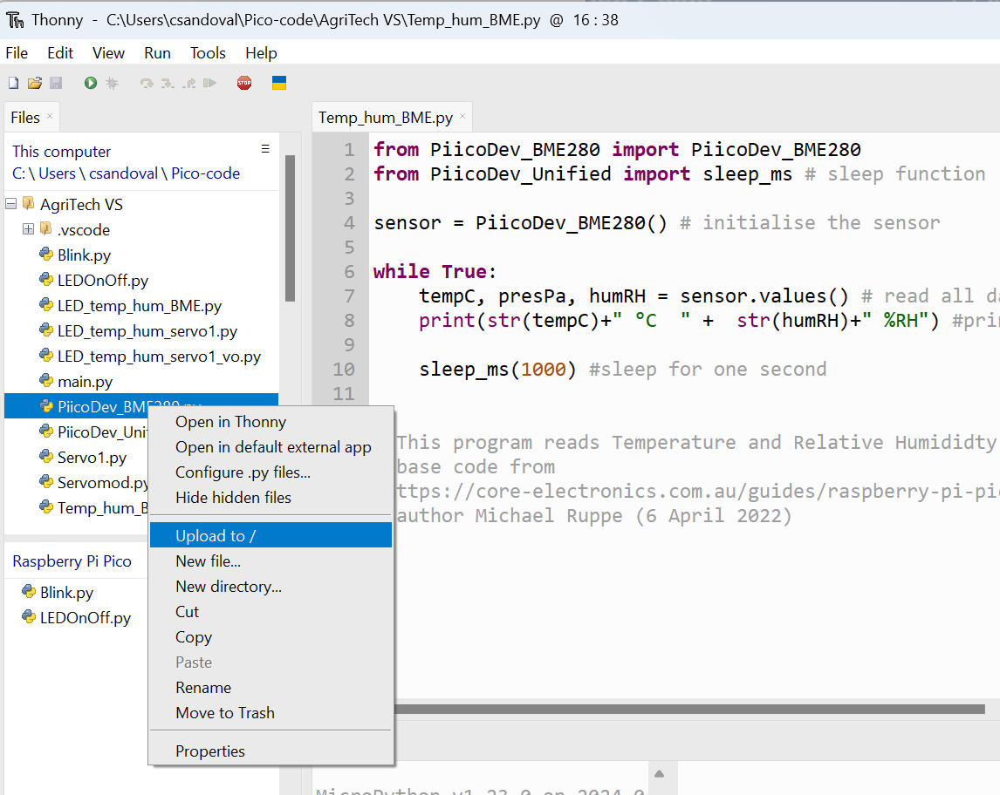 Thonny - C:\Users\csandoval\Pico-code\AgriTech VS\Temp_hum_BME.py @ 16 : 38
File Edit View Run Tools Help
STOP
Files ×
This computer ≡
C: \ Users \ csandoval \ Pico-code
AgriTech VS
.vscode
Blink.py
LEDOnOff.py
LED_temp_hum_BME.py
LED_temp_hum_servo1.py
LED_temp_hum_servo1_vo.py
main.py
PiicoDev_BME280.py
PiicoDev_Uni
Servo1.py
Servomod.py
Temp_hum_B
Raspberry Pi Pico
Blink.py
LEDOnOff.py
Open in Thonny
Open in default external app
Configure .py files...
Hide hidden files
Upload to /
New file...
New directory...
Cut
Copy
Paste
Rename
Move to Trash
Properties
Temp_hum_BME.py ×
1 from PiicoDev_BME280 import PiicoDev_BME280
2 from PiicoDev_Unified import sleep_ms # sleep function
3
4 sensor = PiicoDev_BME280() # initialise the sensor
5
6 while True:
7 tempC, presPa, humRH = sensor.values() # read all da
8 print(str(tempC)+" °C " + str(humRH)+" %RH") #prin
9
10 sleep_ms(1000) #sleep for one second
11
This program reads Temperature and Relative Humididty
base code from
ttps://core-electronics.com.au/guides/raspberry-pi-pic
author Michael Ruppe (6 April 2022)
MicroPython v1.23.0 on 2024-0